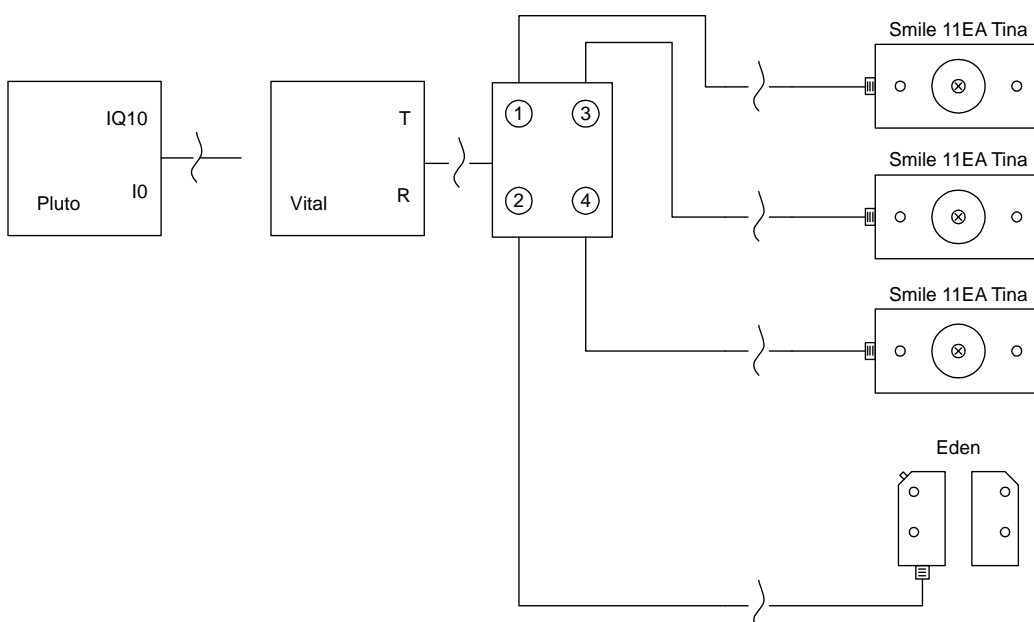 Smile 11EA Tina
IQ10
I0
Pluto
T
R
Vital
1
3
2
4
Smile 11EA Tina
Smile 11EA Tina
Eden